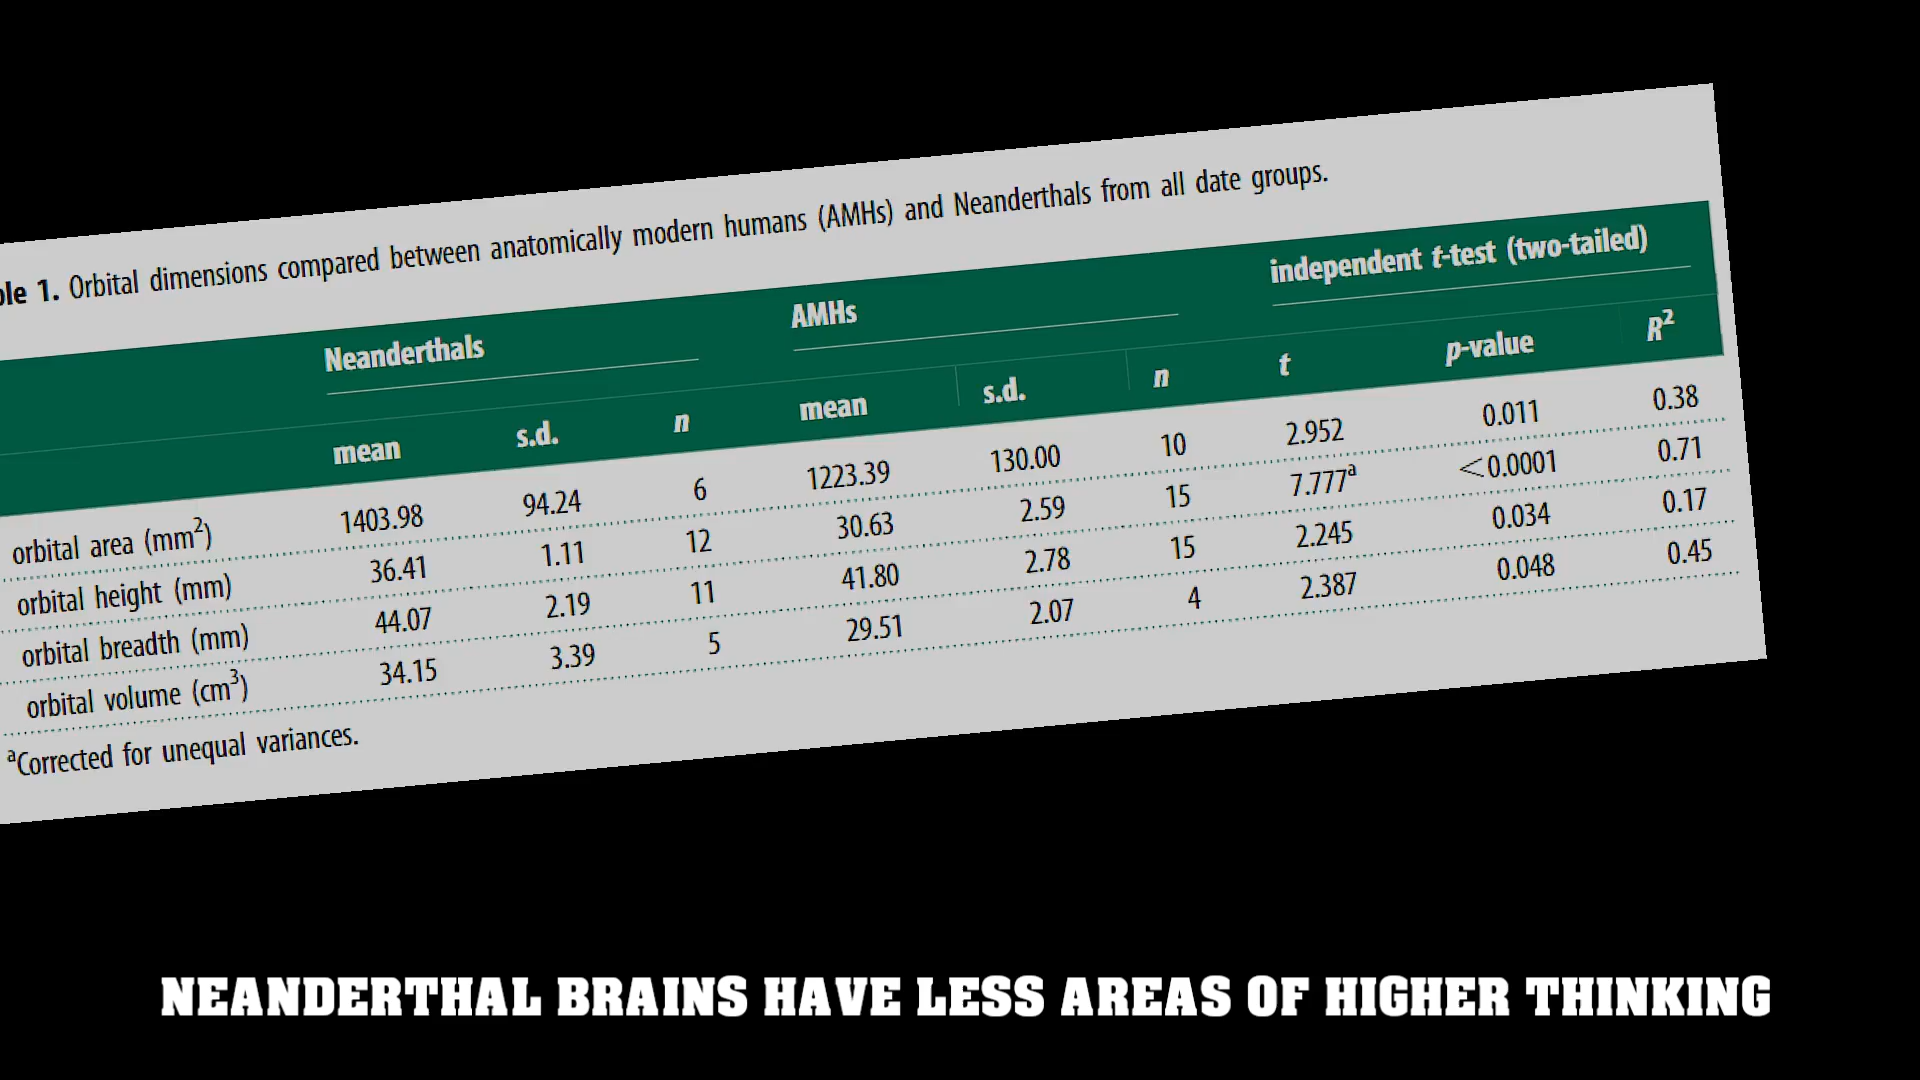 ble 1. Orbital dimensions compared between anatomically modern humans (AMHs) and Neanderthals from all date groups.
Neanderthals AMHs independent t-test (two-tailed)
mean s.d. n mean s.d. n t p-value R²
orbital area (mm²) 1403.98 94.24 6 1223.39 130.00 10 2.952 0.011 0.38
orbital height (mm) 36.41 1.11 12 30.63 2.59 15 7.777ᵃ <0.0001 0.71
orbital breadth (mm) 44.07 2.19 11 41.80 2.78 15 2.245 0.034 0.17
orbital volume (cm³) 34.15 3.39 5 29.51 2.07 4 2.387 0.048 0.45
ᵃCorrected for unequal variances.
NEANDERTHAL BRAINS HAVE LESS AREAS OF HIGHER THINKING